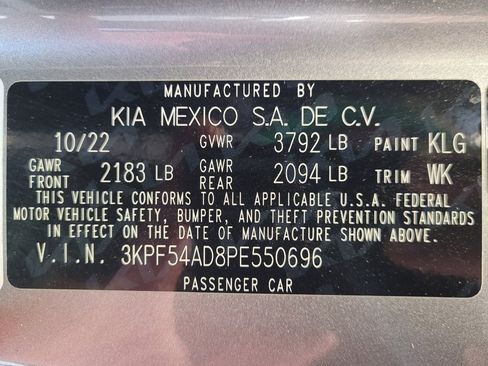 MANUFACTURED BY
KIA MEXICO S.A. DE C.V.
10/22 GVWR 3792 LB PAINT KLG
GAWR FRONT 2183 LB GAWR REAR 2094 LB TRIM WK
THIS VEHICLE CONFORMS TO ALL APPLICABLE U.S.A. FEDERAL
MOTOR VEHICLE SAFETY, BUMPER, AND THEFT PREVENTION STANDARDS
IN EFFECT ON THE DATE OF MANUFACTURE SHOWN ABOVE.
V.I.N. 3KPF54AD8PE550696
PASSENGER CAR